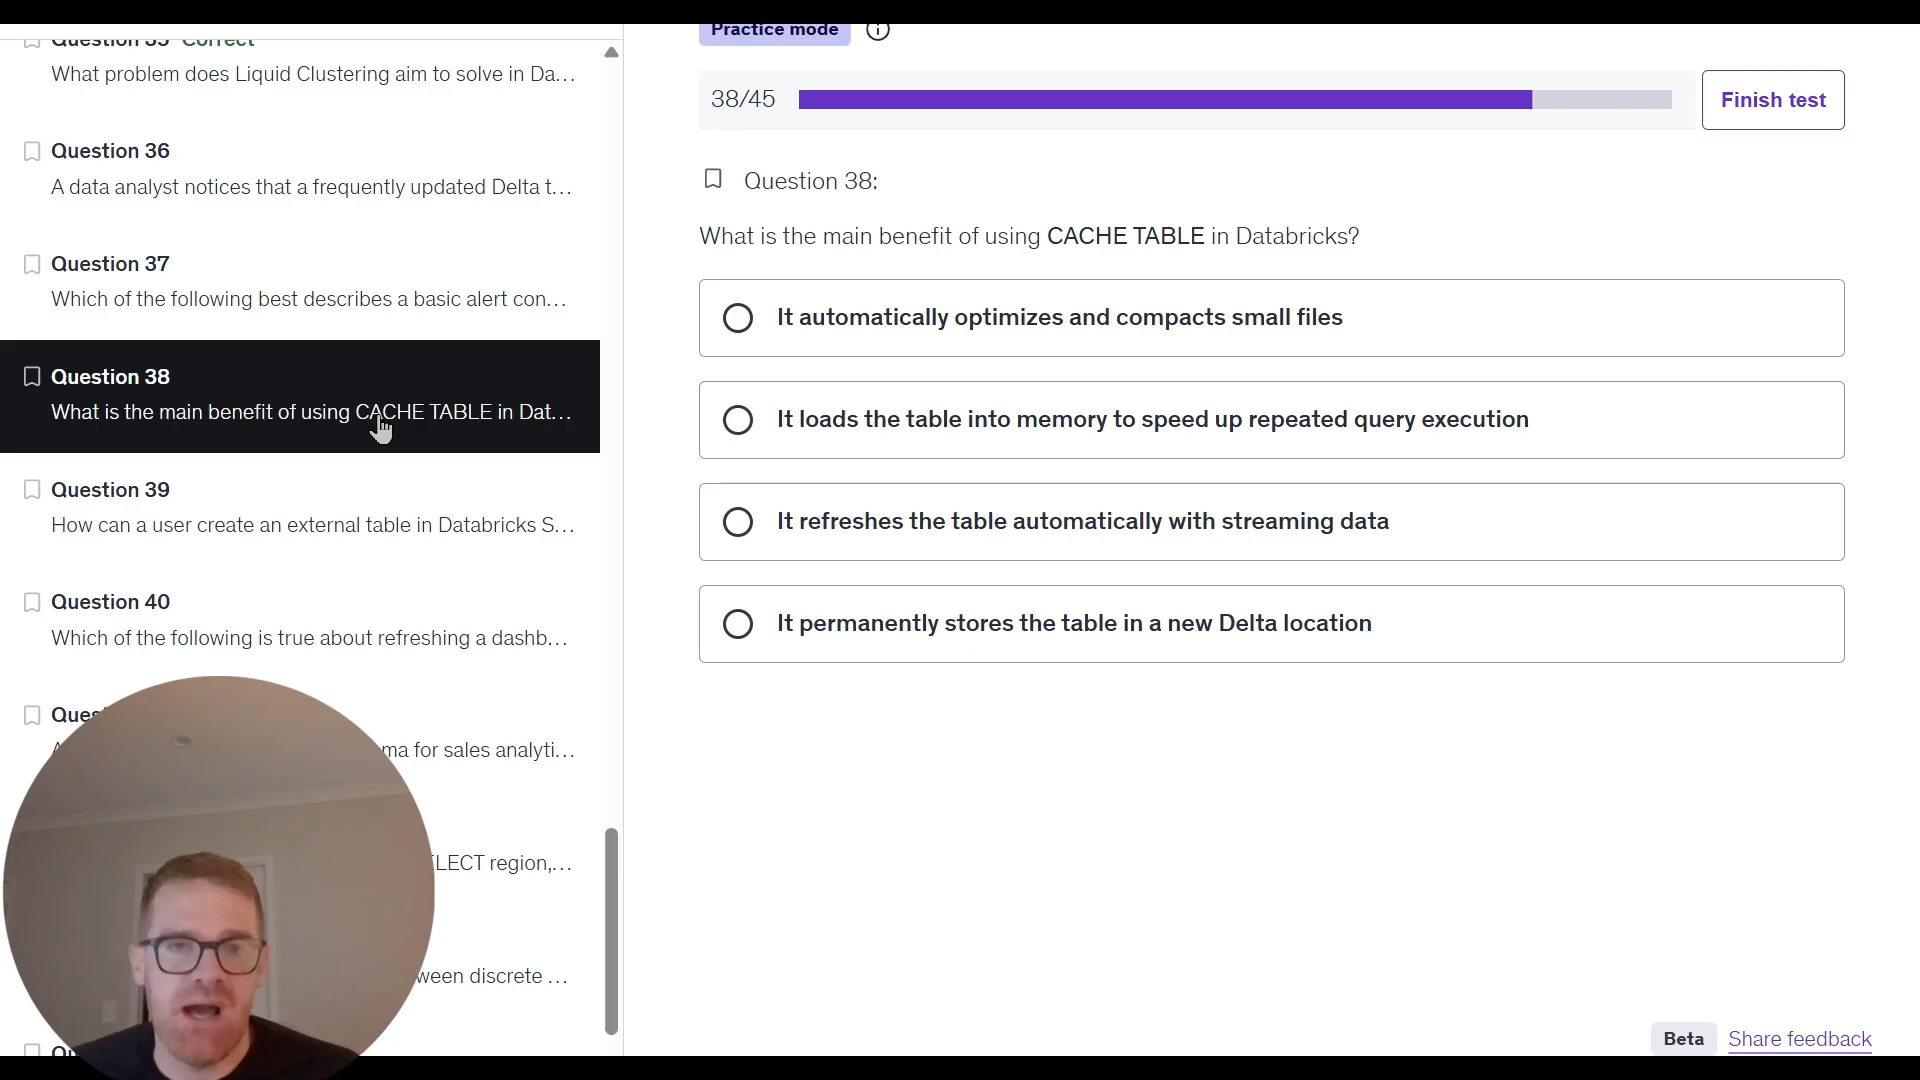 Question 35 Correct
What problem does Liquid Clustering aim to solve in Da...
Question 36
A data analyst notices that a frequently updated Delta t...
Question 37
Which of the following best describes a basic alert con...
Question 38
What is the main benefit of using CACHE TABLE in Dat...
Question 39
How can a user create an external table in Databricks S...
Question 40
Which of the following is true about refreshing a dashb...
ma for sales analyti...
LECT region,...
ween discrete ...
Practice mode
38/45
Finish test
Question 38:
What is the main benefit of using CACHE TABLE in Databricks?
It automatically optimizes and compacts small files
It loads the table into memory to speed up repeated query execution
It refreshes the table automatically with streaming data
It permanently stores the table in a new Delta location
Beta Share feedback